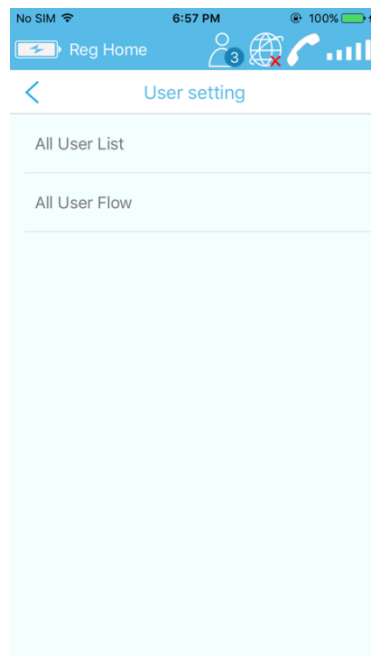 No SIM 6:57 PM 100%
Reg Home 3
User setting
All User List
All User Flow